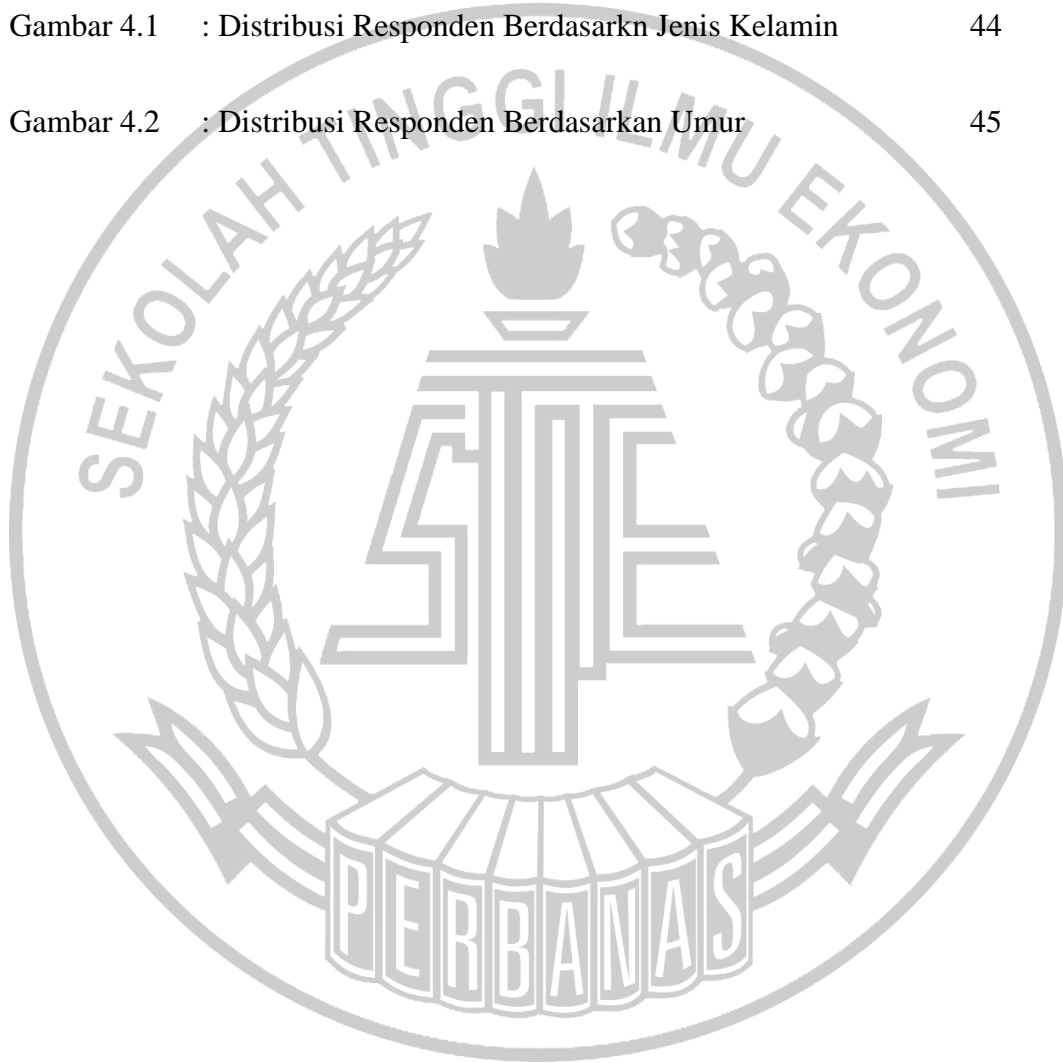 Gambar 4.1 : Distribusi Responden Berdasarkn Jenis Kelamin 44
Gambar 4.2 : Distribusi Responden Berdasarkan Umur 45
SEKOLAH TINGGI ILMU EKONOMI
STIE
PERBANAS